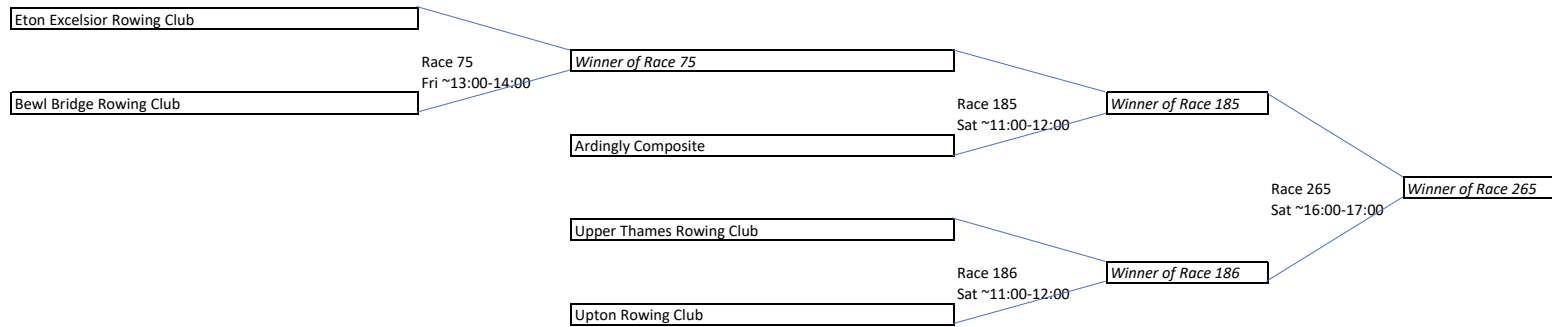 Eton Excelsior Rowing Club
Race 75
Fri ~13:00-14:00
Winner of Race 75
Bewl Bridge Rowing Club
Race 185
Sat ~11:00-12:00
Winner of Race 185
Ardingly Composite
Race 265
Sat ~16:00-17:00
Winner of Race 265
Upper Thames Rowing Club
Race 186
Sat ~11:00-12:00
Winner of Race 186
Upton Rowing Club